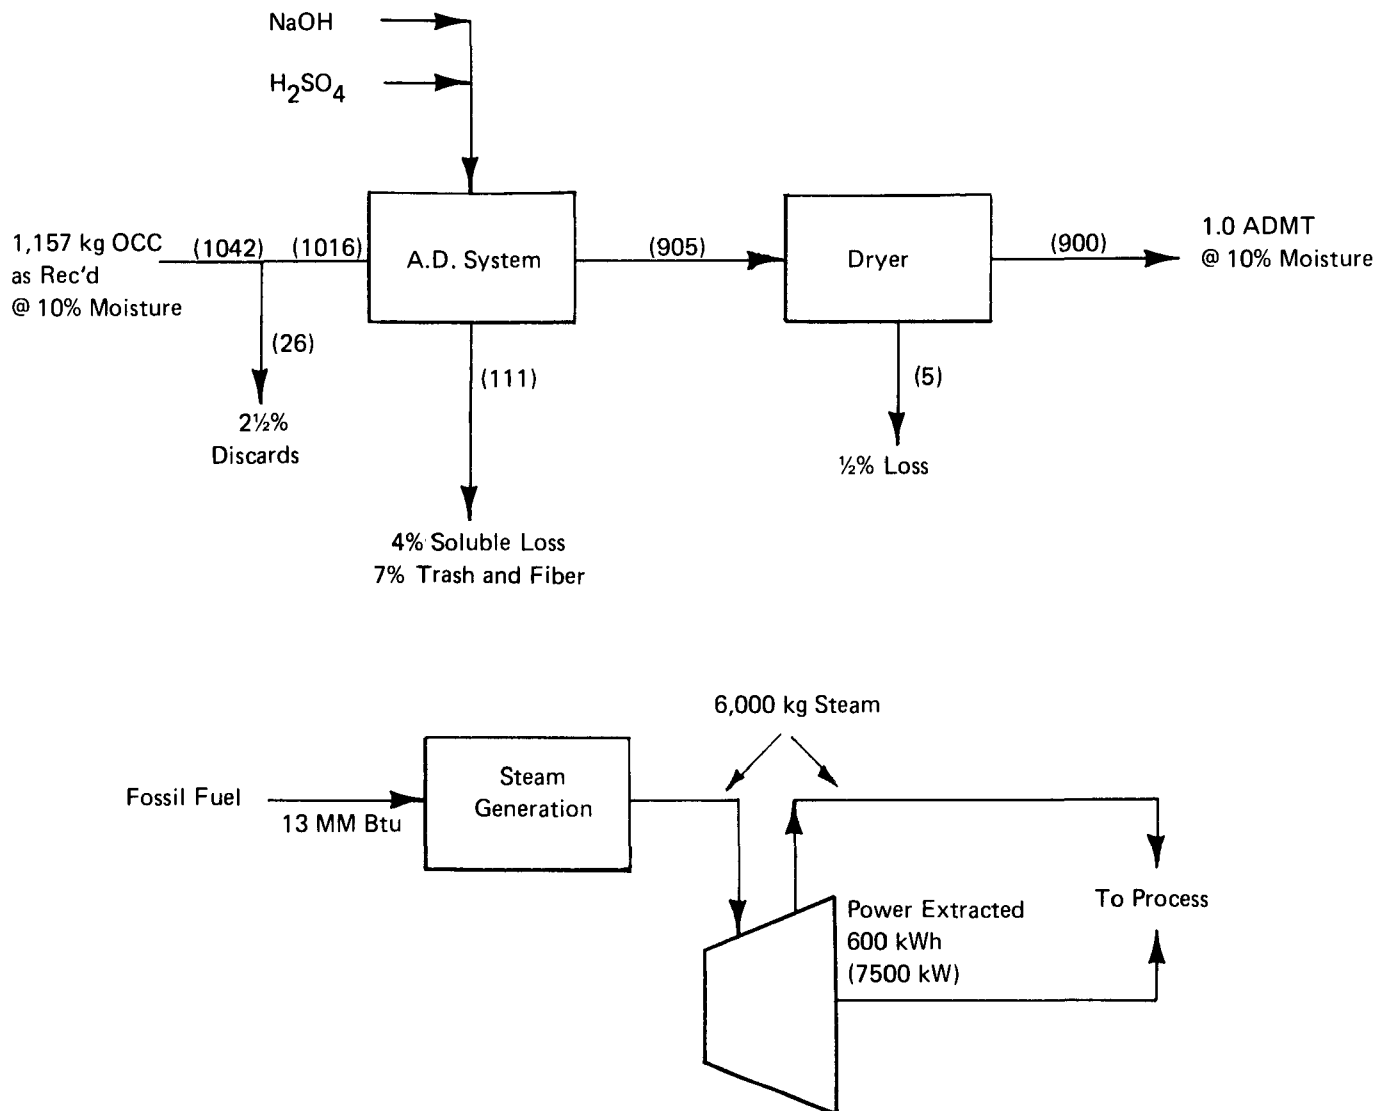 NaOH
H₂SO₄
1,157 kg OCC
as Rec'd
@ 10% Moisture
(1042)
(1016)
A.D. System
(905)
Dryer
(900)
1.0 ADMT
@ 10% Moisture
(26)
2½%
Discards
(111)
4% Soluble Loss
7% Trash and Fiber
(5)
½% Loss
6,000 kg Steam
Fossil Fuel
13 MM Btu
Steam
Generation
Power Extracted
600 kWh
(7500 kW)
To Process